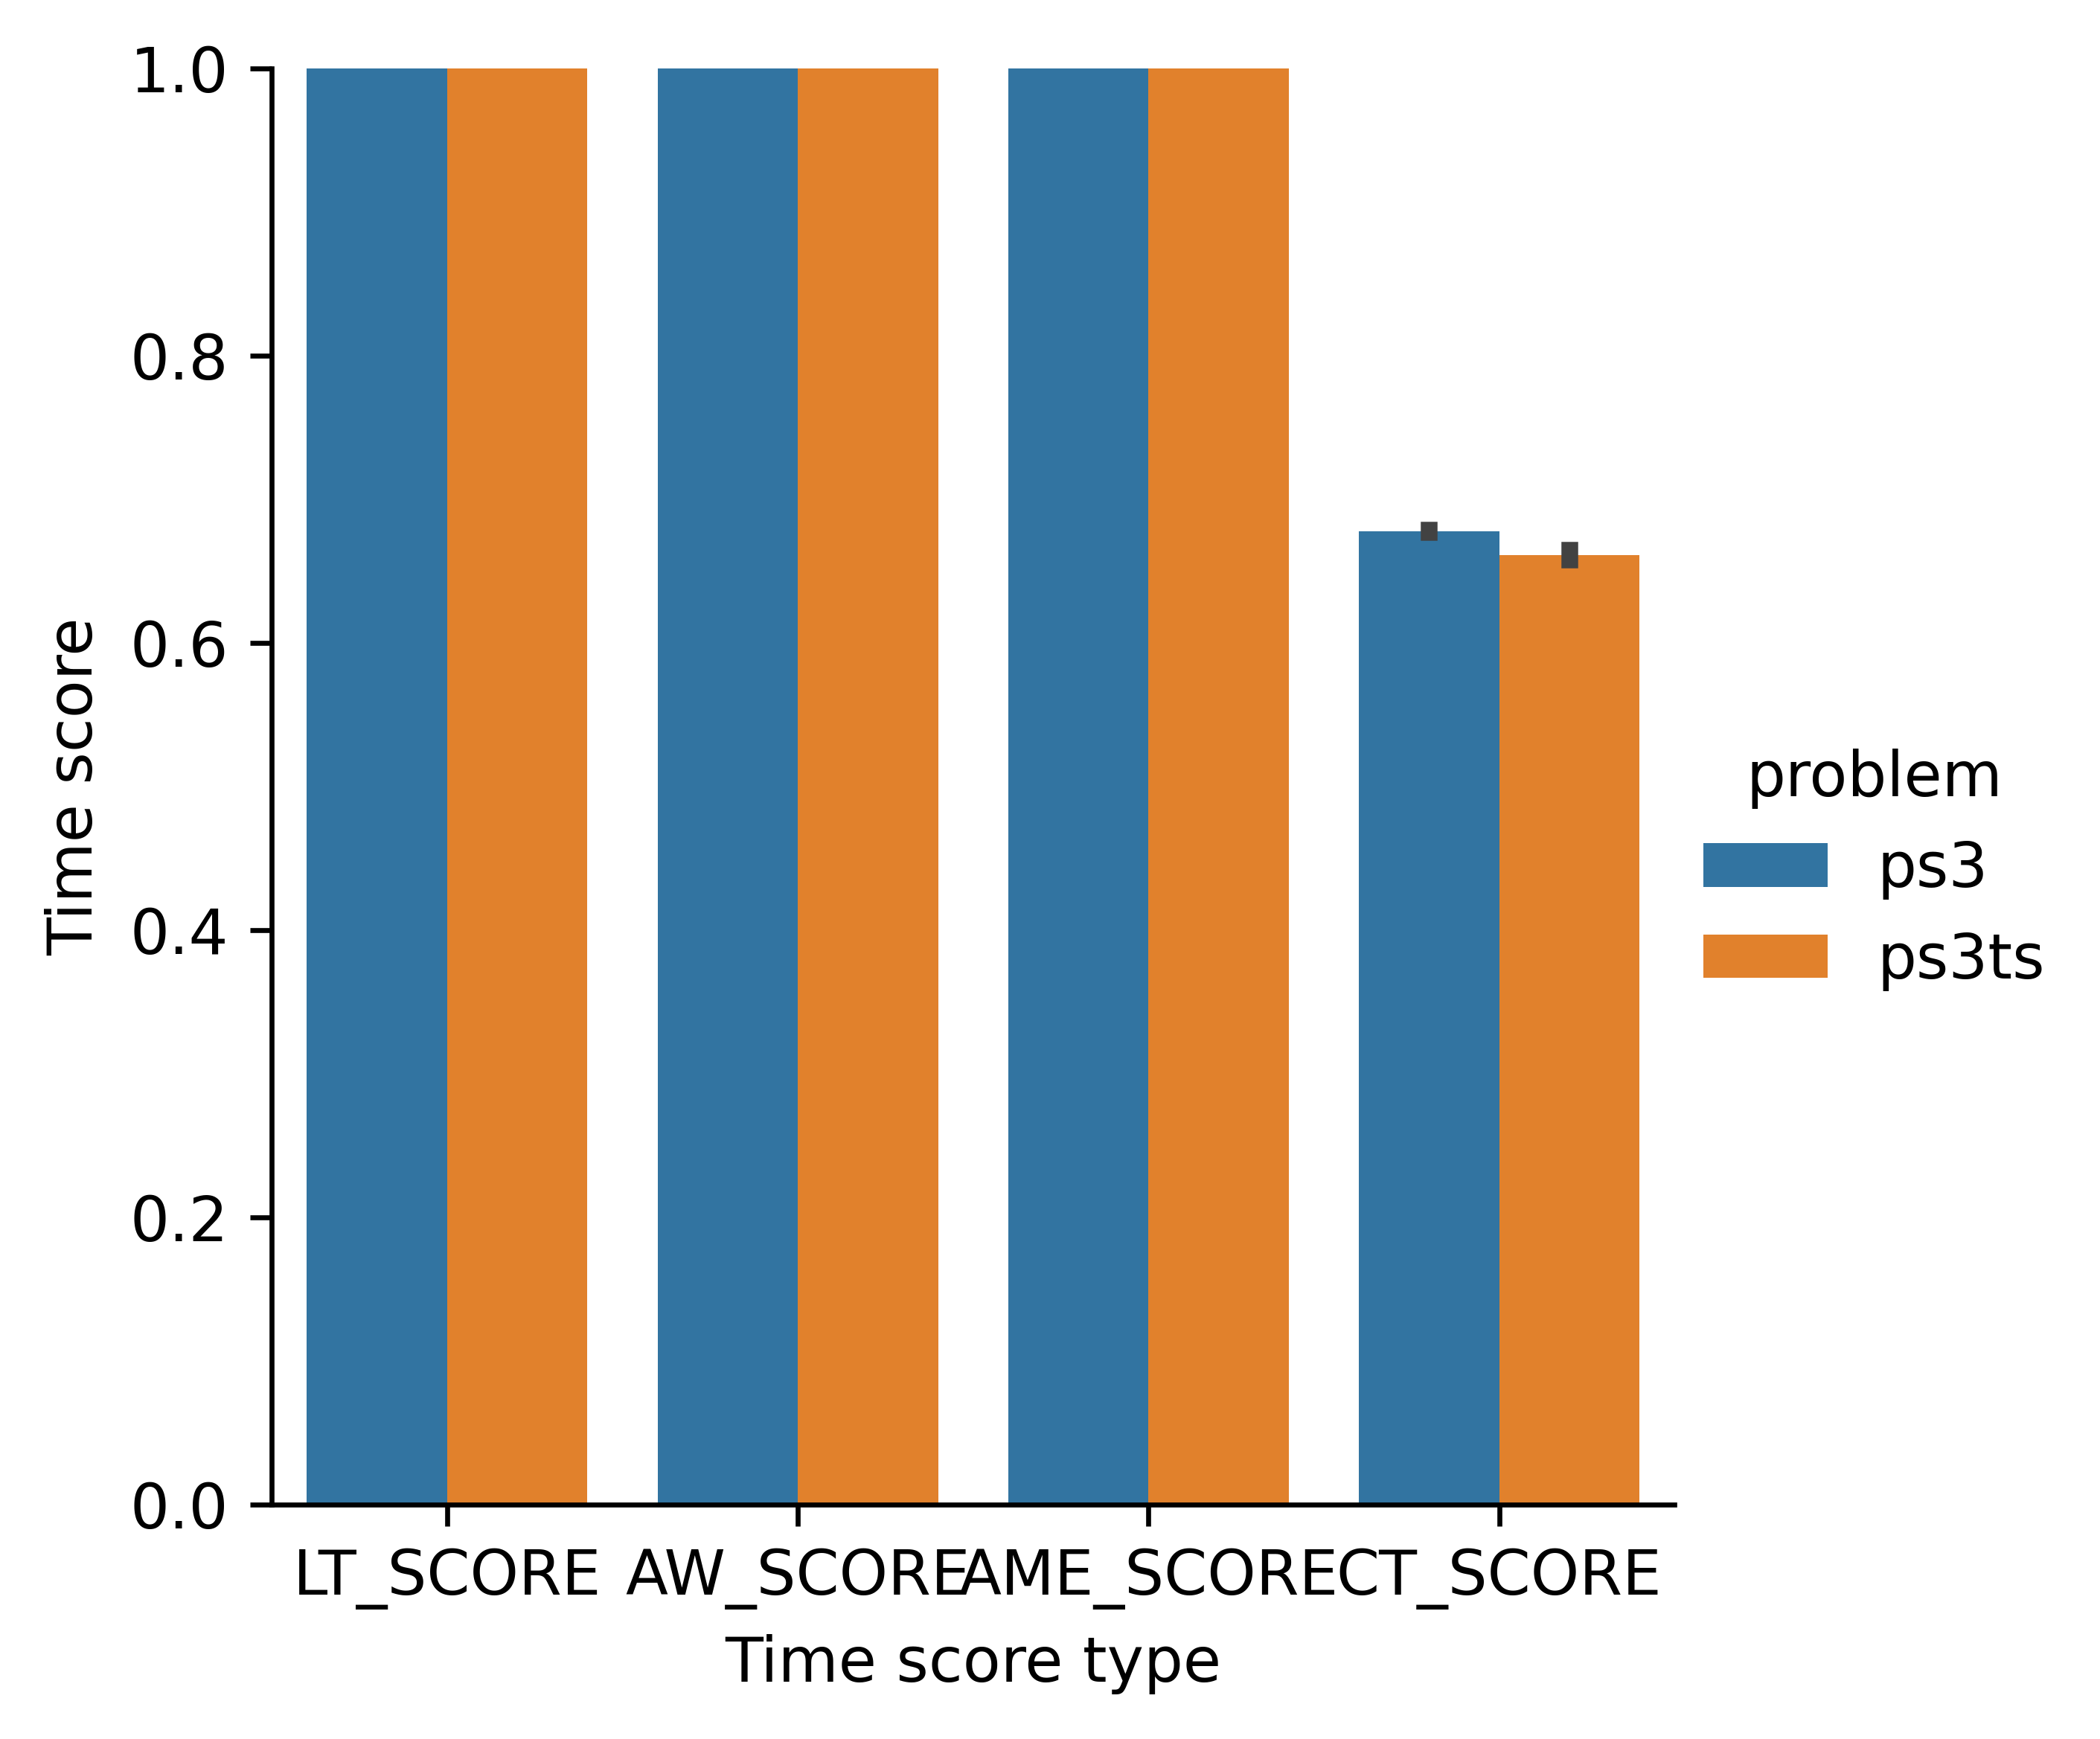 1.0
0.8
0.6
0.4
0.2
0.0
Time score
LT_SCORE AW_SCORE AME_SCORE CT_SCORE
Time score type
problem
ps3
ps3ts